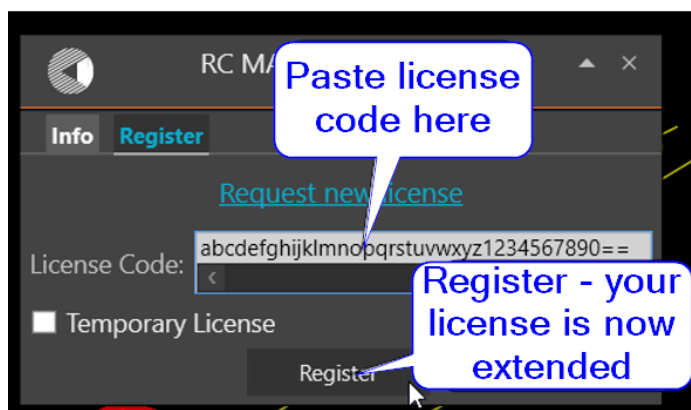 RC MA
Paste license
code here
Info Register
Request new license
License Code: abcdefghijklmnopqrstuvwxyz1234567890==
Register - your
license is now
extended
Temporary License
Register